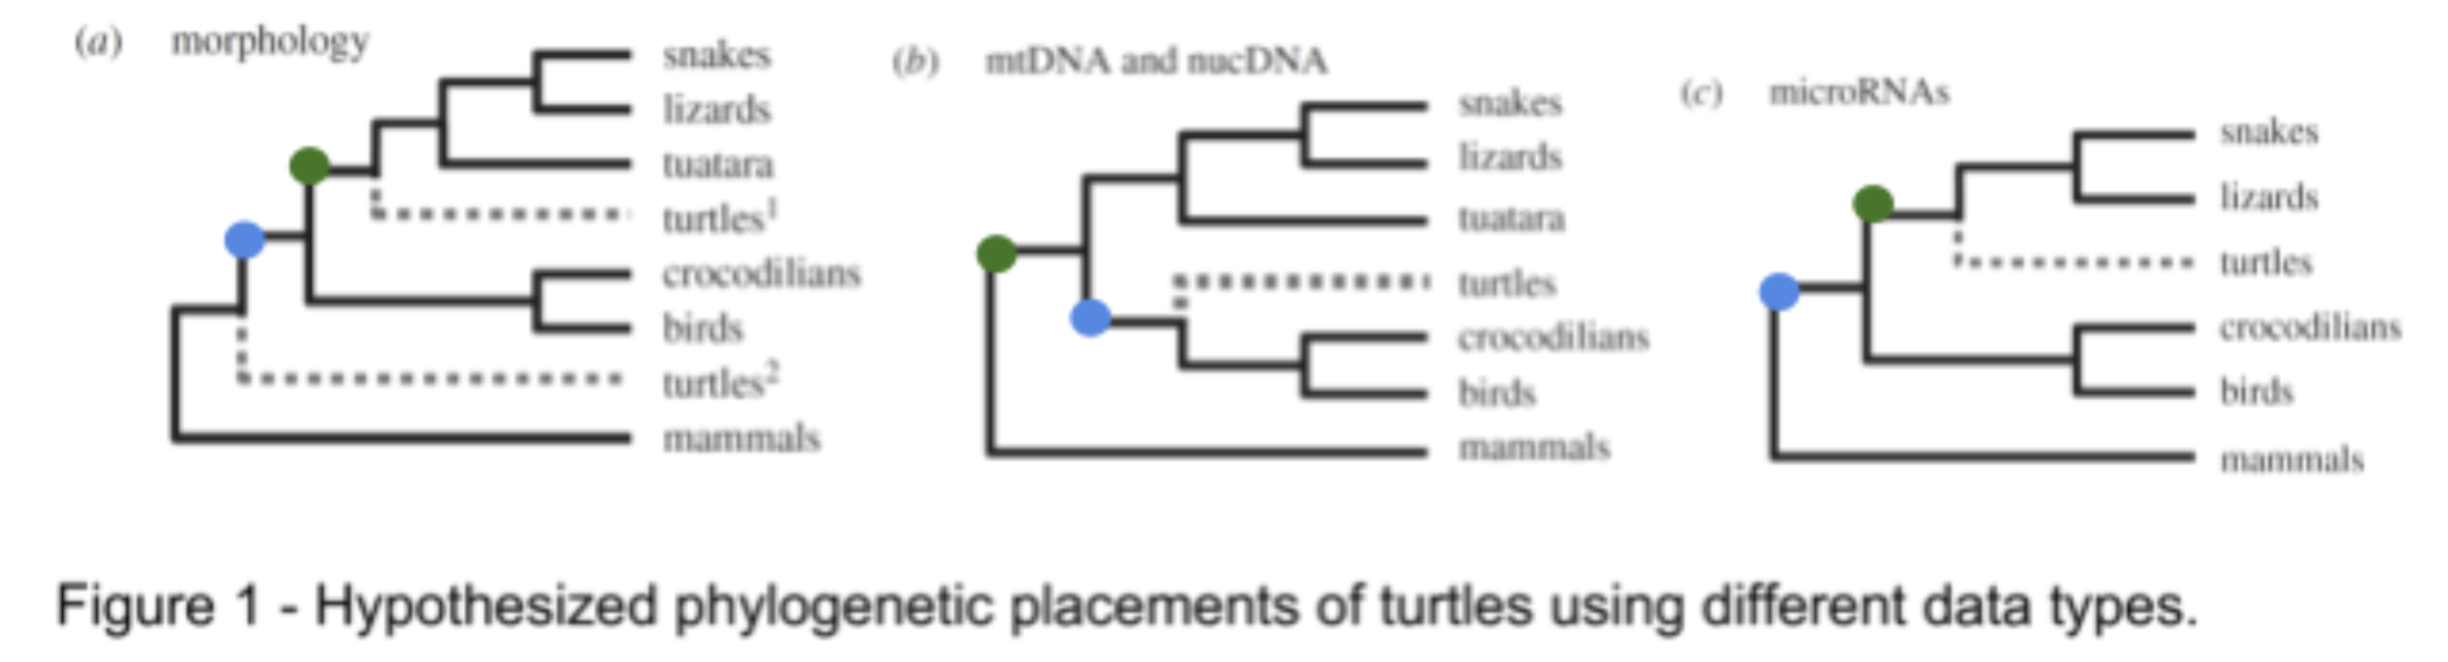 (a) morphology
snakes
lizards
tuatara
turtles¹
crocodilians
birds
turtles²
mammals
(b) mtDNA and nucDNA
snakes
lizards
tuatara
turtles
crocodilians
birds
mammals
(c) microRNAs
snakes
lizards
turtles
crocodilians
birds
mammals
Figure 1 - Hypothesized phylogenetic placements of turtles using different data types.